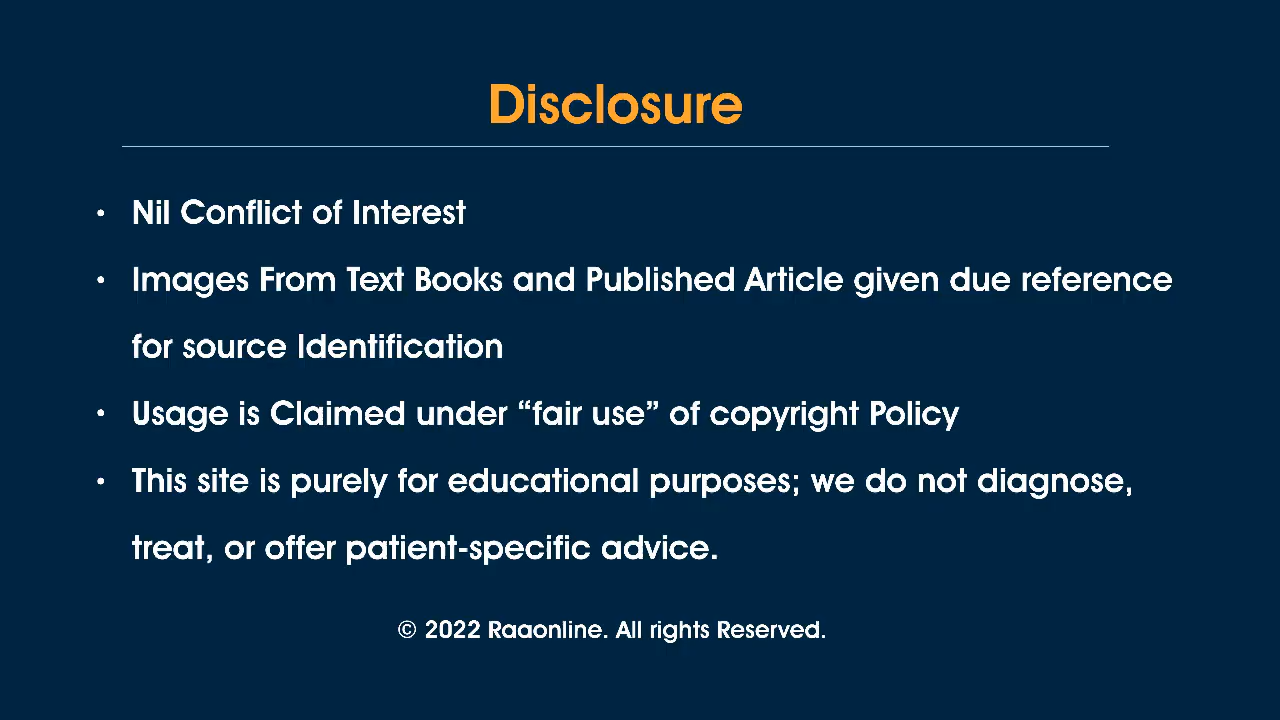 Disclosure
• Nil Conflict of Interest
• Images From Text Books and Published Article given due reference
for source Identification
• Usage is Claimed under “fair use” of copyright Policy
• This site is purely for educational purposes; we do not diagnose,
treat, or offer patient-specific advice.
© 2022 Raaonline. All rights Reserved.